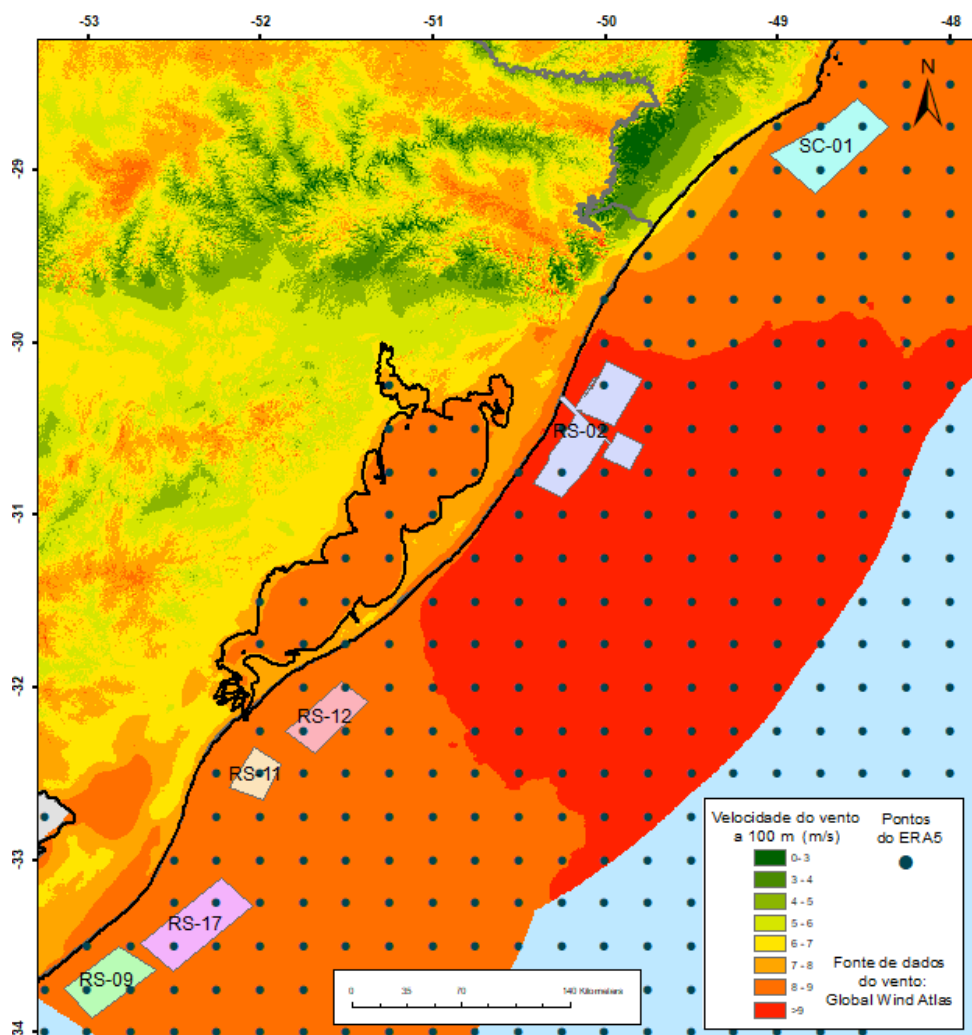 -53 -52 -51 -50 -49 -48
N
-29
SC-01
-30
RS-02
-31
-32
RS-12
RS-11
-33
RS-17
RS-09
-34
Velocidade do vento
a 100 m (m/s)
0-3
3-4
4-5
5-6
6-7
7-8
8-9
>9
Pontos
do ERA5
Fonte de dados
do vento:
Global Wind Atlas
0 35 70 140 Kilometers